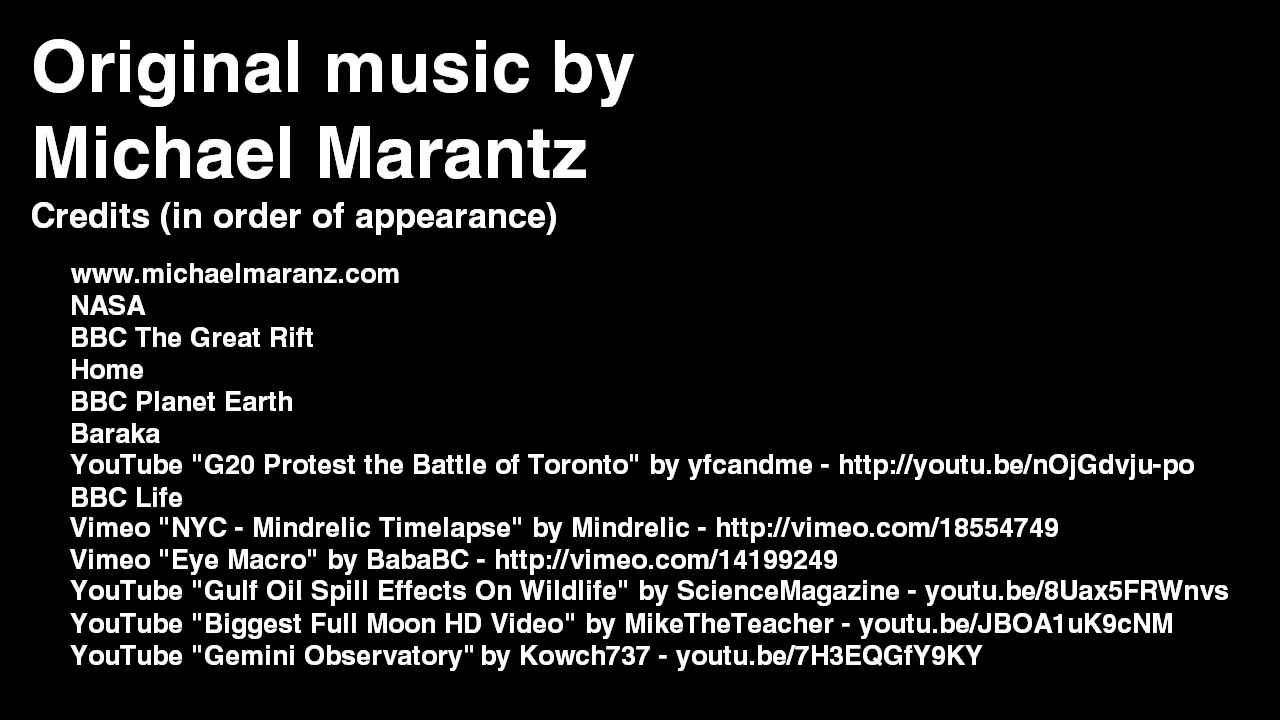 Original music by
Michael Marantz
Credits (in order of appearance)
www.michaelmaranz.com
NASA
BBC The Great Rift
Home
BBC Planet Earth
Baraka
YouTube "G20 Protest the Battle of Toronto" by yfcandme - http://youtu.be/nOjGdvju-po
BBC Life
Vimeo "NYC - Mindrelic Timelapse" by Mindrelic - http://vimeo.com/18554749
Vimeo "Eye Macro" by BabaBC - http://vimeo.com/14199249
YouTube "Gulf Oil Spill Effects On Wildlife" by ScienceMagazine - youtu.be/8Uax5FRWnvs
YouTube "Biggest Full Moon HD Video" by MikeTheTeacher - youtu.be/JBOA1uK9cNM
YouTube "Gemini Observatory" by Kowch737 - youtu.be/7H3EQGfY9KY